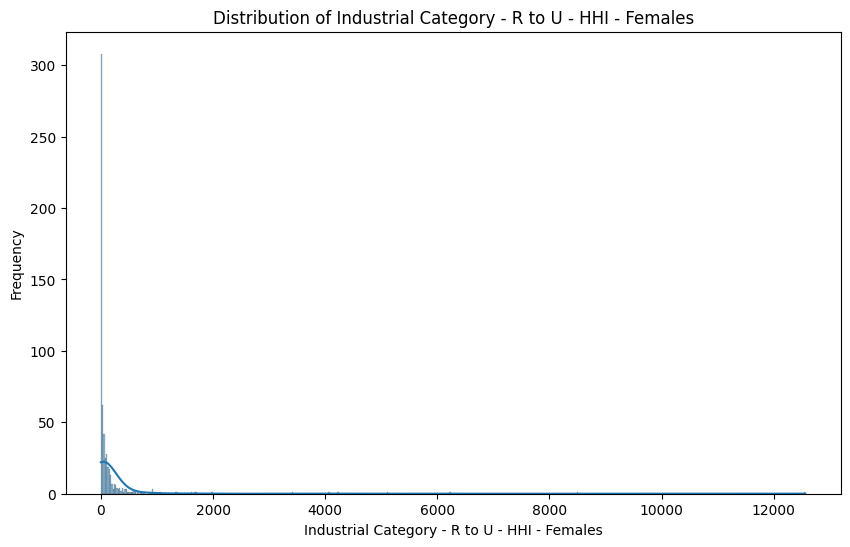 Distribution of Industrial Category - R to U - HHI - Females
300
250
200
150
100
50
0
Frequency
0 2000 4000 6000 8000 10000 12000
Industrial Category - R to U - HHI - Females